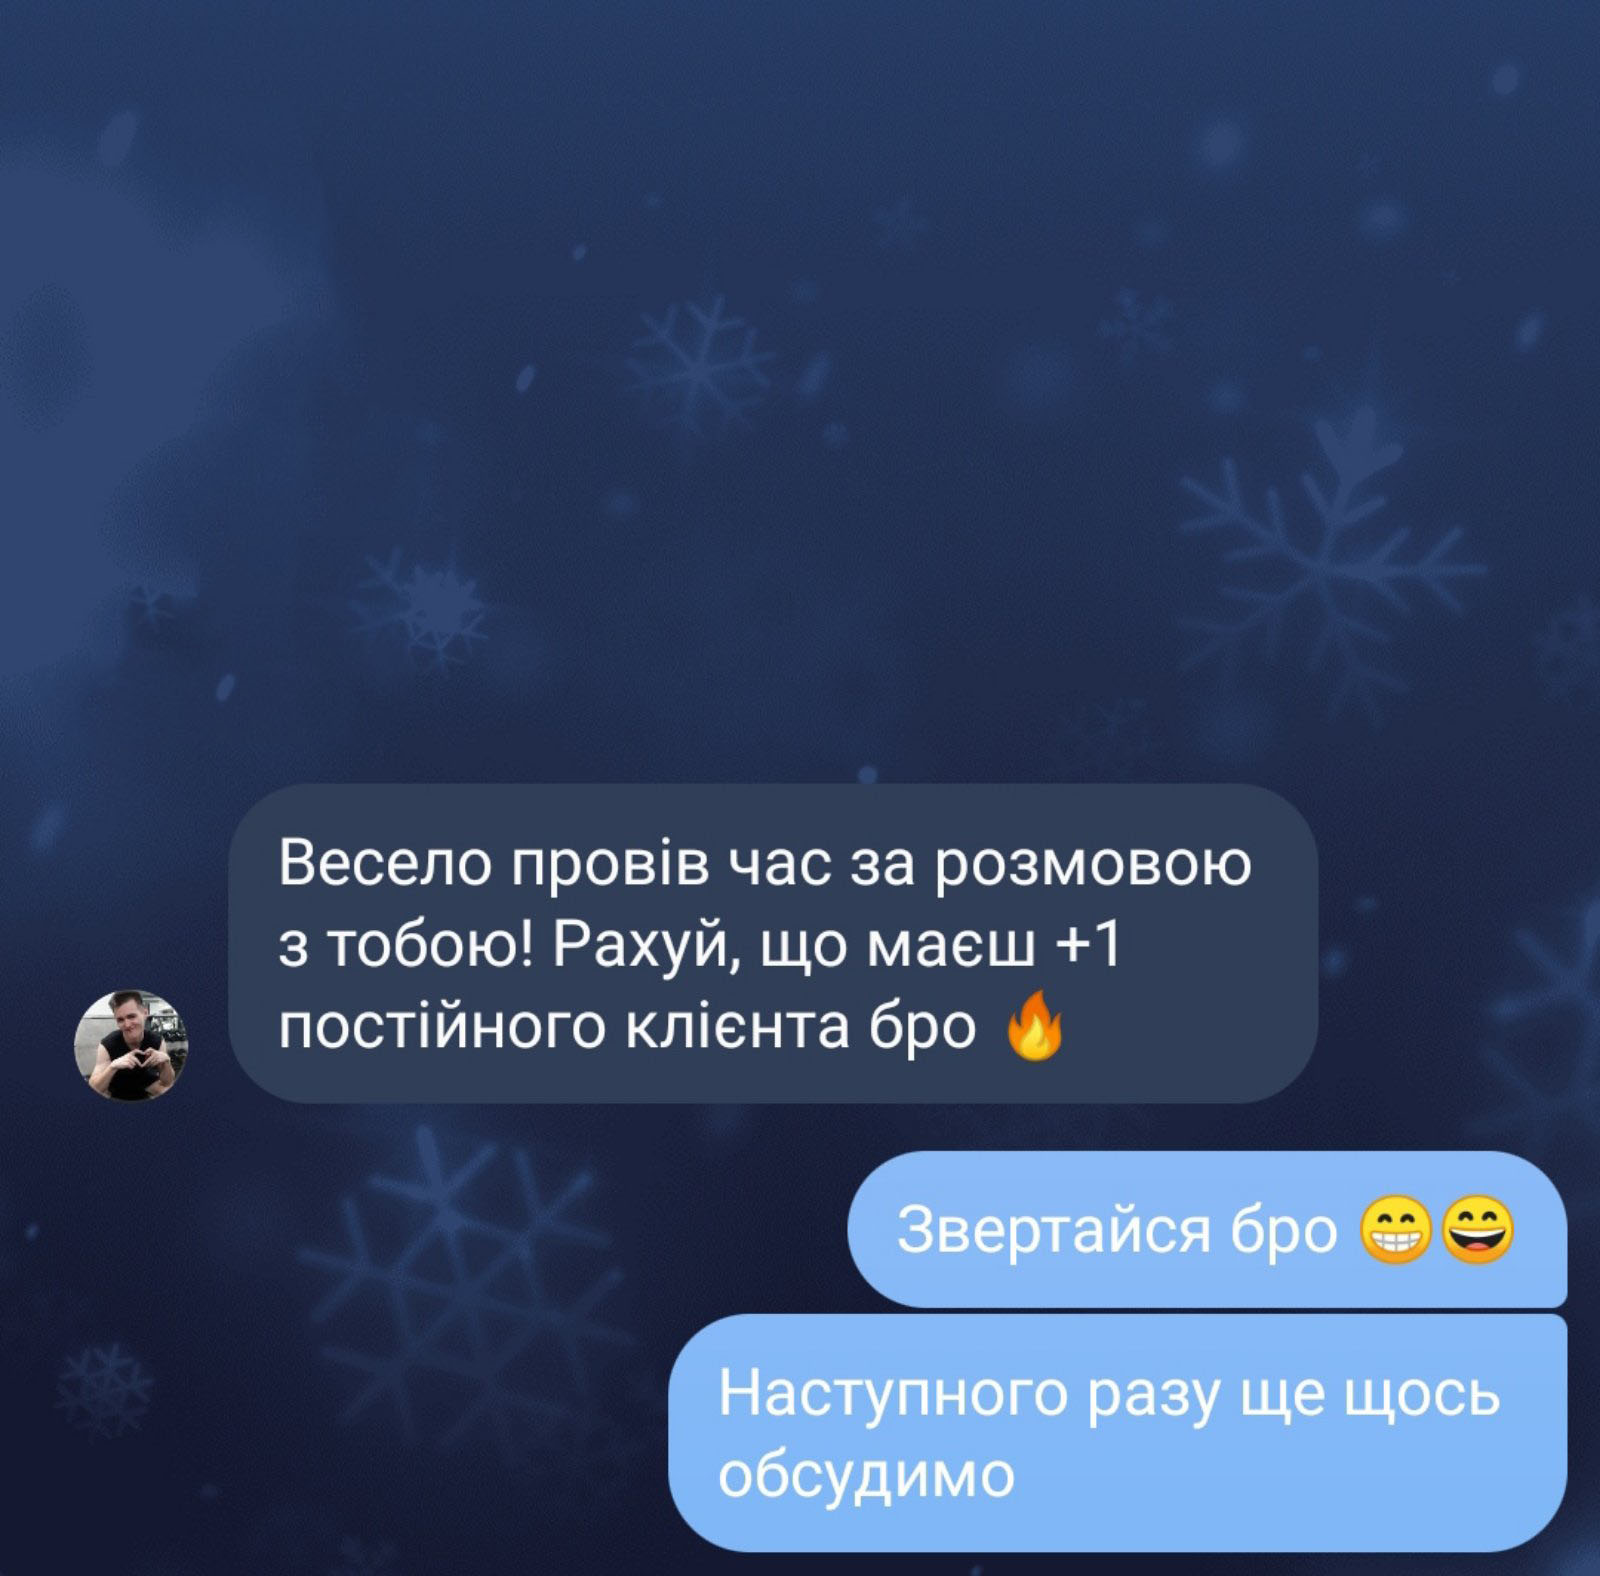 Весело провів час за розмовою
з тобою! Рахуй, що маєш +1
постійного клієнта бро 🔥
Звертайся бро 😁😄
Наступного разу ще щось
обсудимо